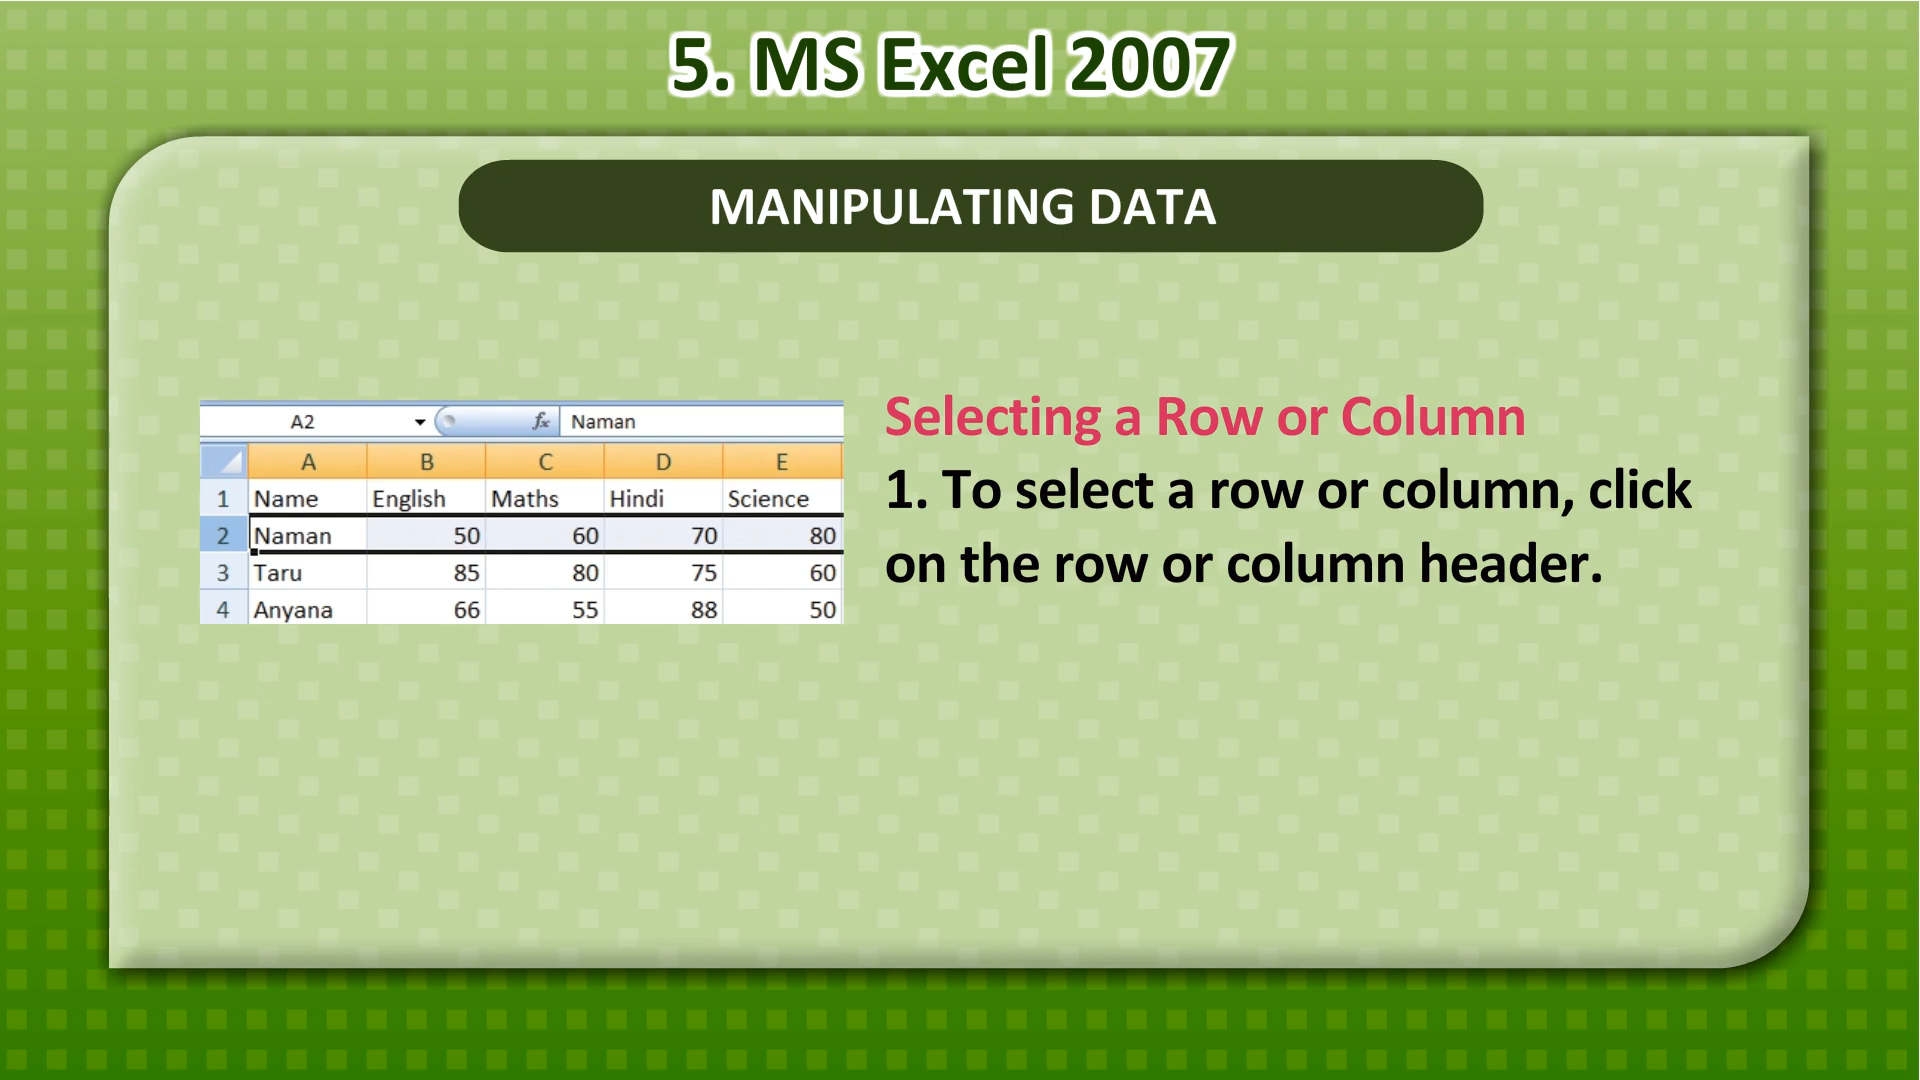 5. MS Excel 2007
MANIPULATING DATA
A2 fx Naman
A B C D E
1 Name English Maths Hindi Science
2 Naman 50 60 70 80
3 Taru 85 80 75 60
4 Anyana 66 55 88 50
Selecting a Row or Column
1. To select a row or column, click
on the row or column header.